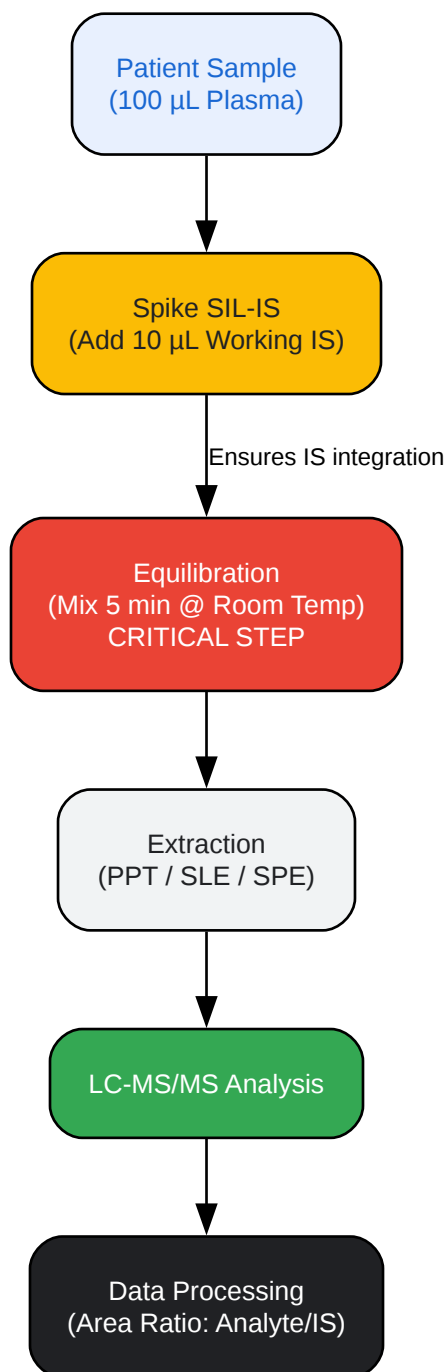 Patient Sample
(100 µL Plasma)
Spike SIL-IS
(Add 10 µL Working IS)
Ensures IS integration
Equilibration
(Mix 5 min @ Room Temp)
CRITICAL STEP
Extraction
(PPT / SLE / SPE)
LC-MS/MS Analysis
Data Processing
(Area Ratio: Analyte/IS)